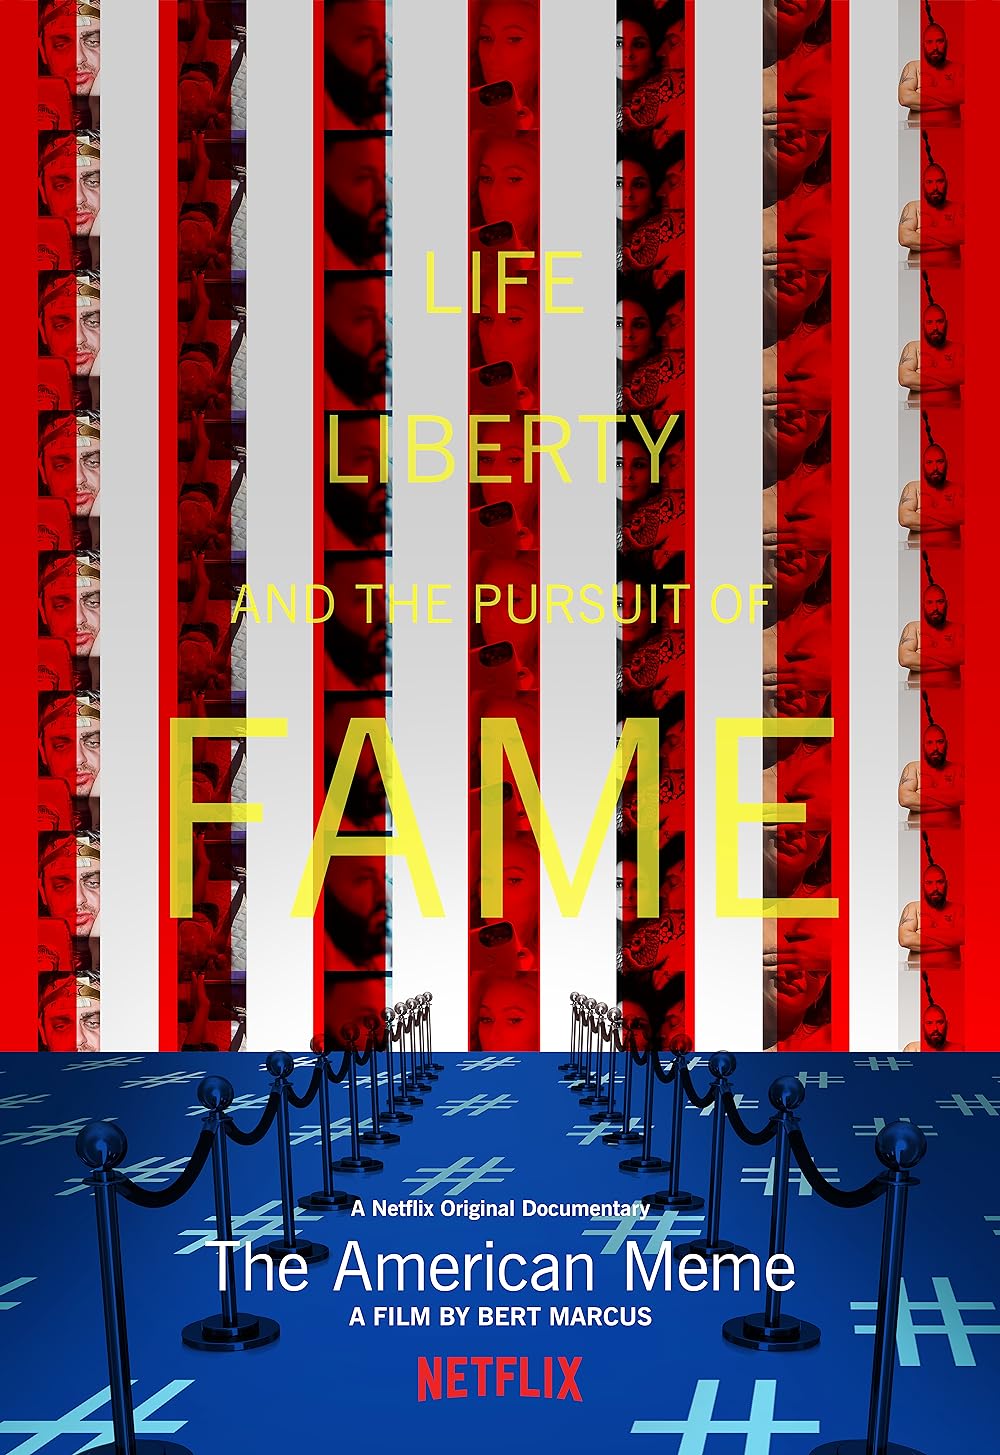 LIFE
LIBERTY
AND THE PURSUIT OF
FAME
A Netflix Original Documentary
The American Meme
A FILM BY BERT MARCUS
NETFLIX